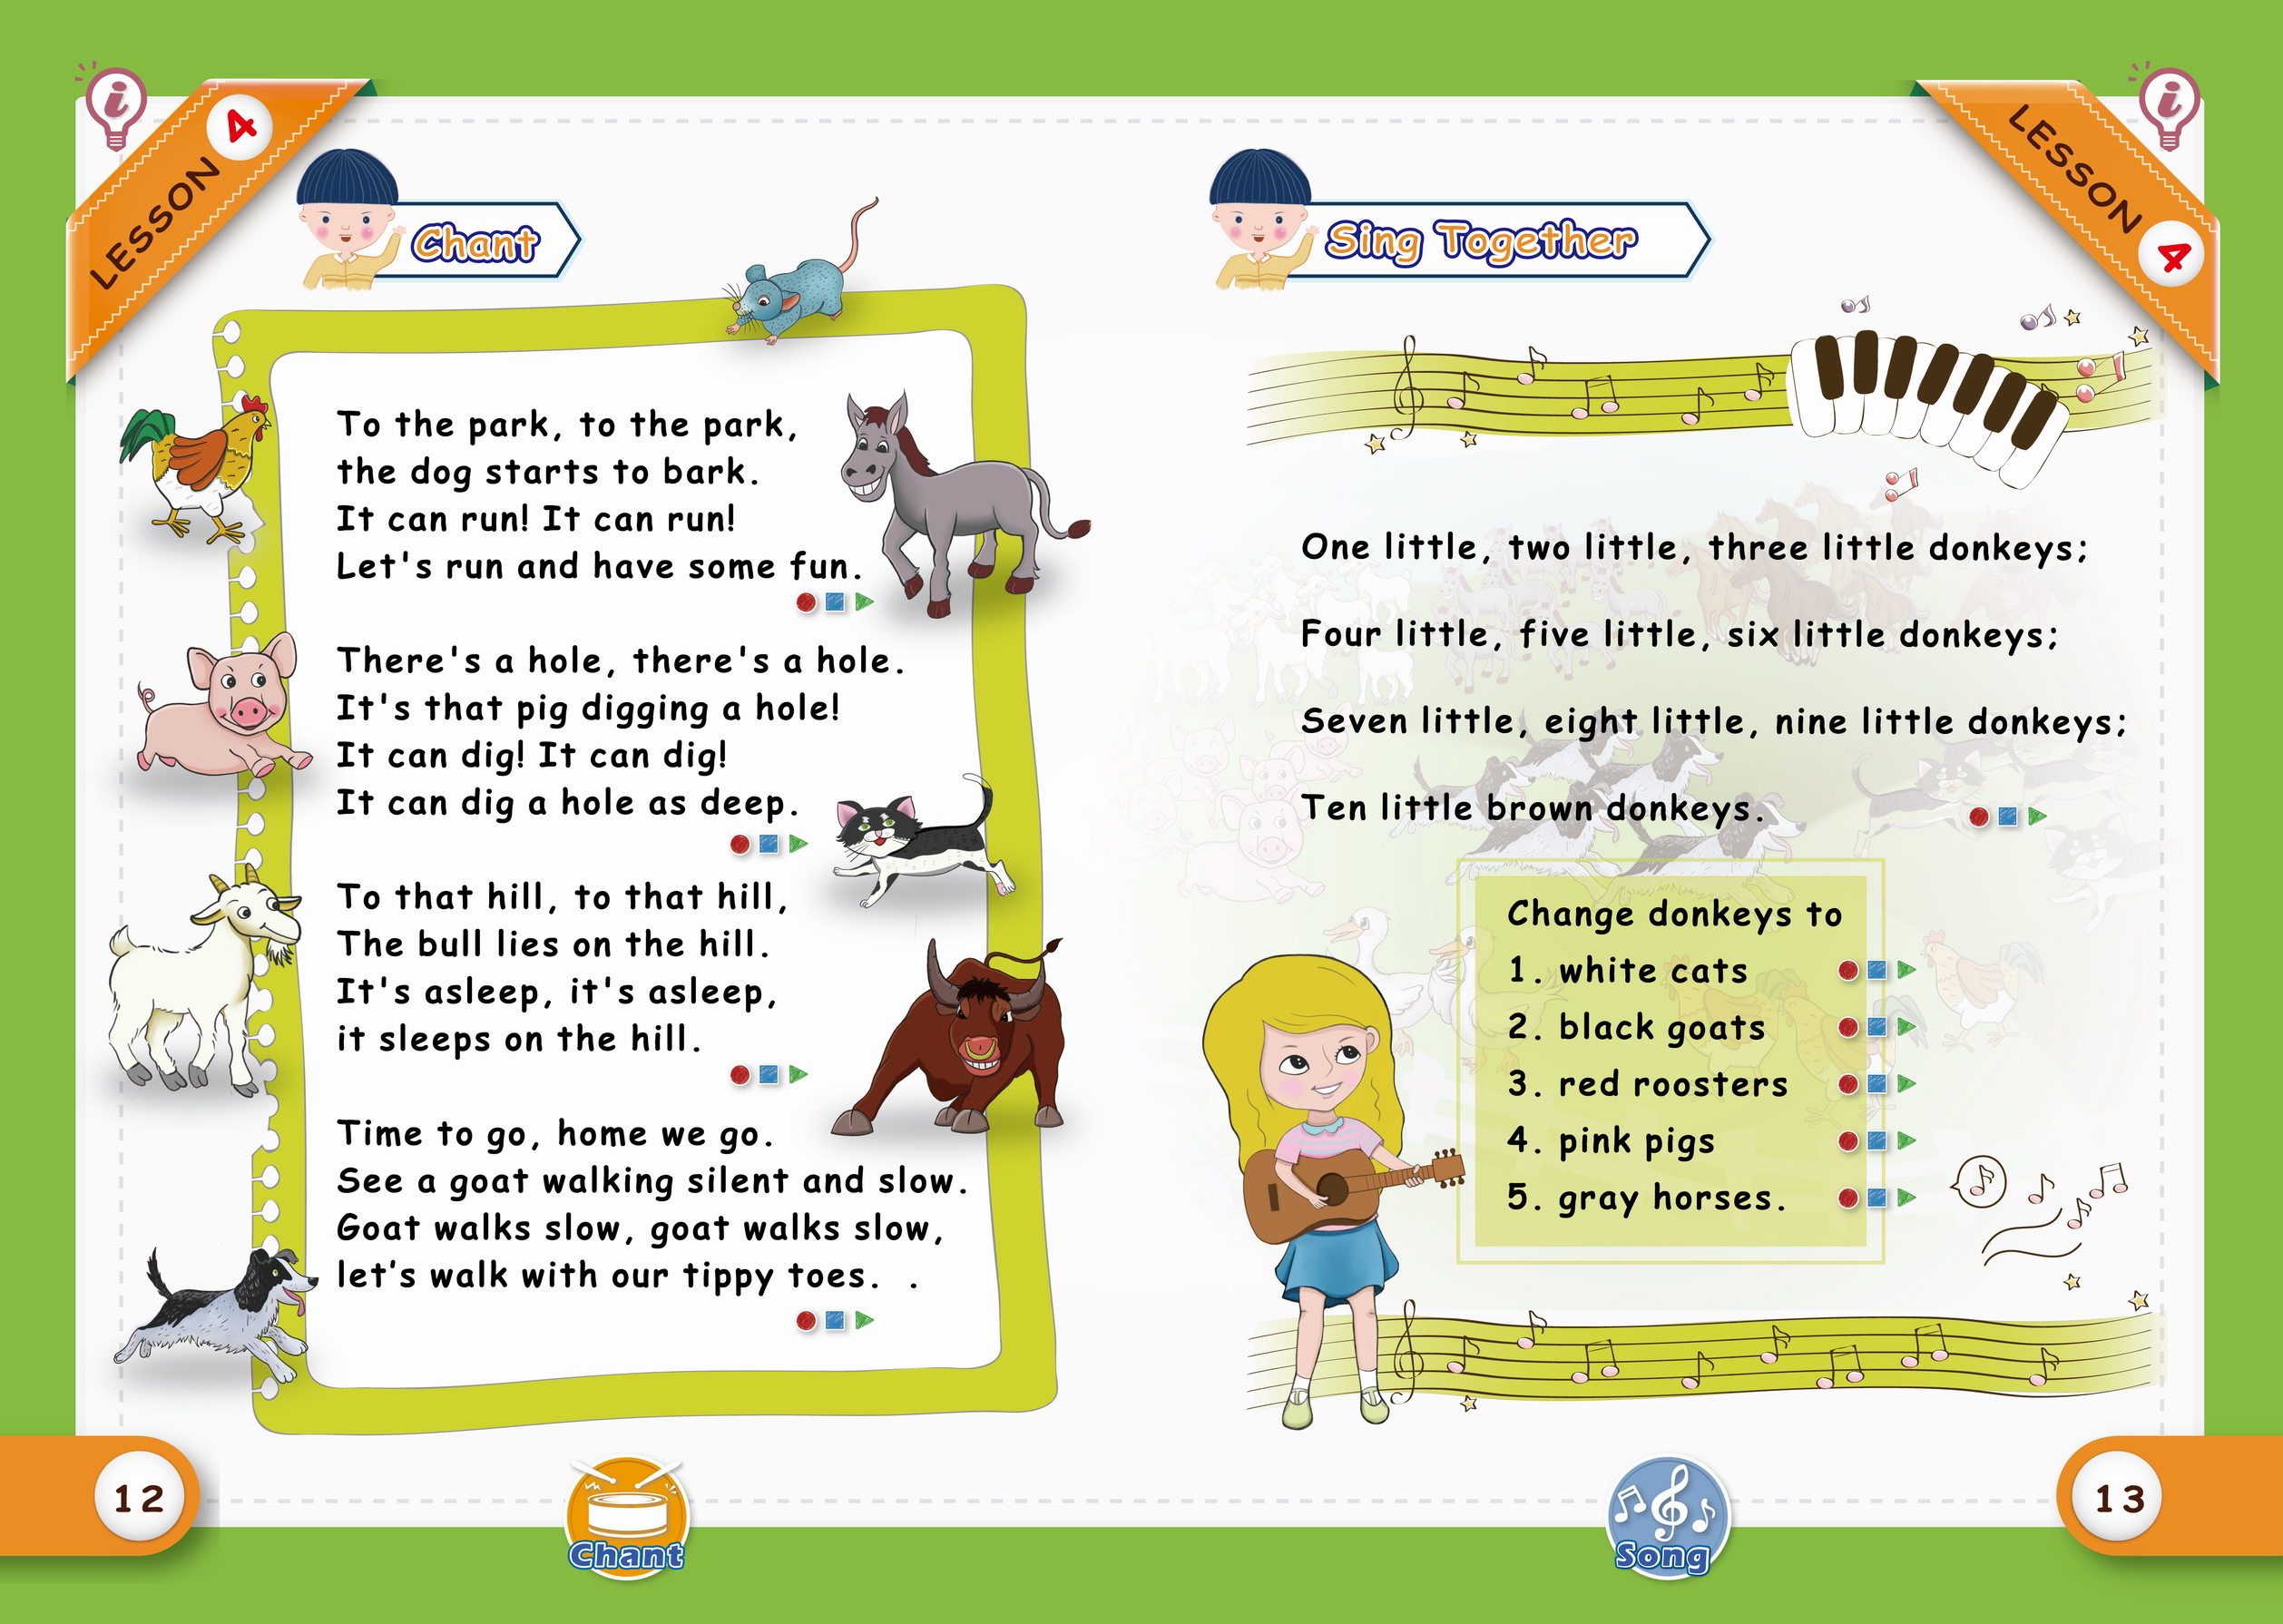 LESSON 4
Chant
To the park, to the park,
the dog starts to bark.
It can run! It can run!
Let's run and have some fun.
There's a hole, there's a hole.
It's that pig digging a hole!
It can dig! It can dig!
It can dig a hole as deep.
To that hill, to that hill,
The bull lies on the hill.
It's asleep, it's asleep,
it sleeps on the hill.
Time to go, home we go.
See a goat walking silent and slow.
Goat walks slow, goat walks slow,
let's walk with our tippy toes. .
12
Chant
LESSON 4
Sing Together
One little, two little, three little donkeys;
Four little, five little, six little donkeys;
Seven little, eight little, nine little donkeys;
Ten little brown donkeys.
Change donkeys to
1. white cats
2. black goats
3. red roosters
4. pink pigs
5. gray horses.
Song
13